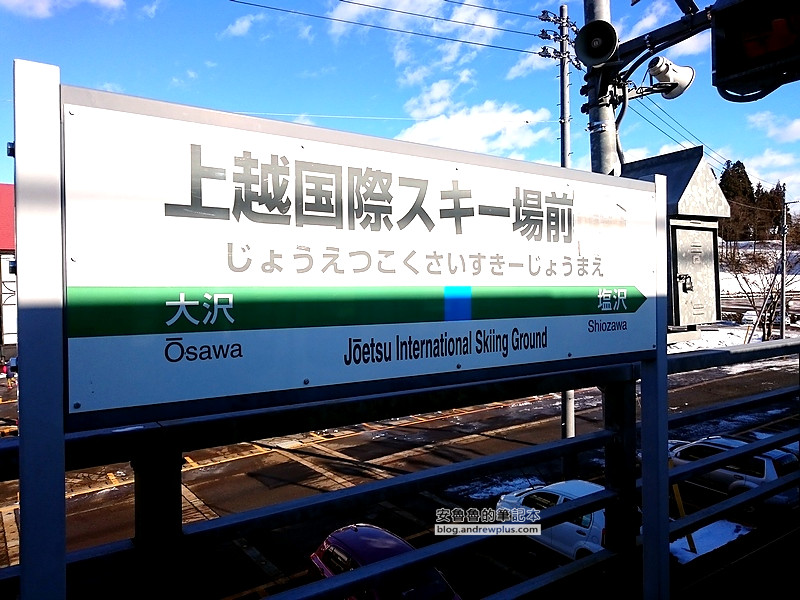 上越国際スキー場前
じょうえつこくさいすきーじょうまえ
大沢 塩沢
Ōsawa Jōetsu International Skiing Ground Shiozawa
安魯魯的筆記本
blog.andrewplus.com